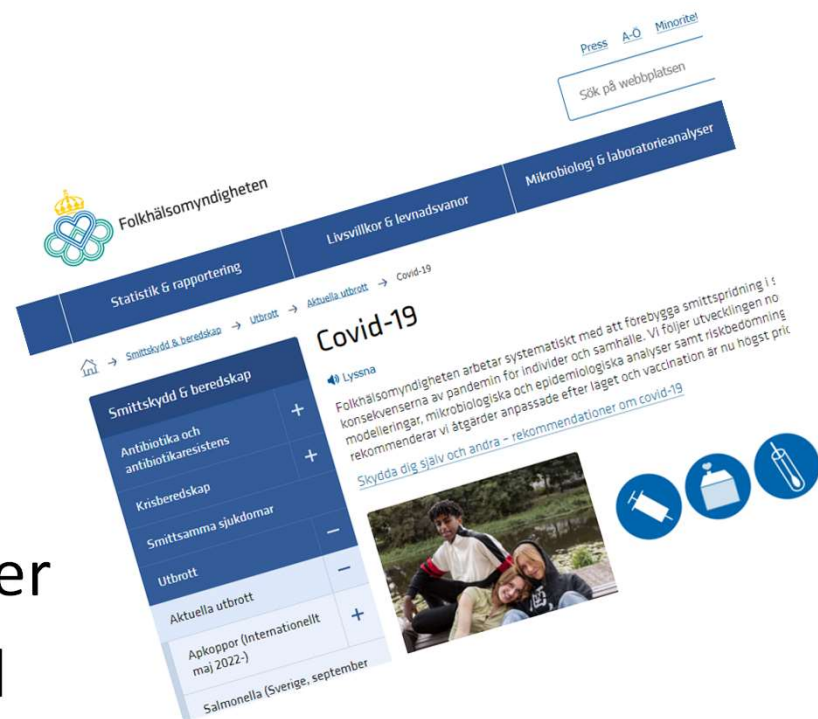 Press A-Ö
Sök på webbplatsen
Folkhälsomyndigheten
Statistik & rapportering
Livsvillkor & levnadsvanor
Mikrobiologi & laboratorieanalyser
Smittskydd & beredskap → Utbrott → Aktuella utbrott → Covid-19
Covid-19
Lyssna
Folkhälsomyndigheten arbetar systematiskt med att förebygga smittspridning i s
konsekvenserna av pandemin för individer och samhälle. Vi följer utvecklingen no
modelleringar, mikrobiologiska och epidemiologiska analyser samt riskbedömning
rekommenderar vi åtgärder anpassade efter läget och vaccination är nu högst prio
Skydda dig själv och andra – rekommendationer om covid-19
Smittskydd & beredskap
Antibiotika och
antibiotikaresistens
Krisberedskap
Smittsamma sjukdomar
Utbrott
Aktuella utbrott
Apkoppor (Internationellt
maj 2022-)
Salmonella (Sverige, september
er